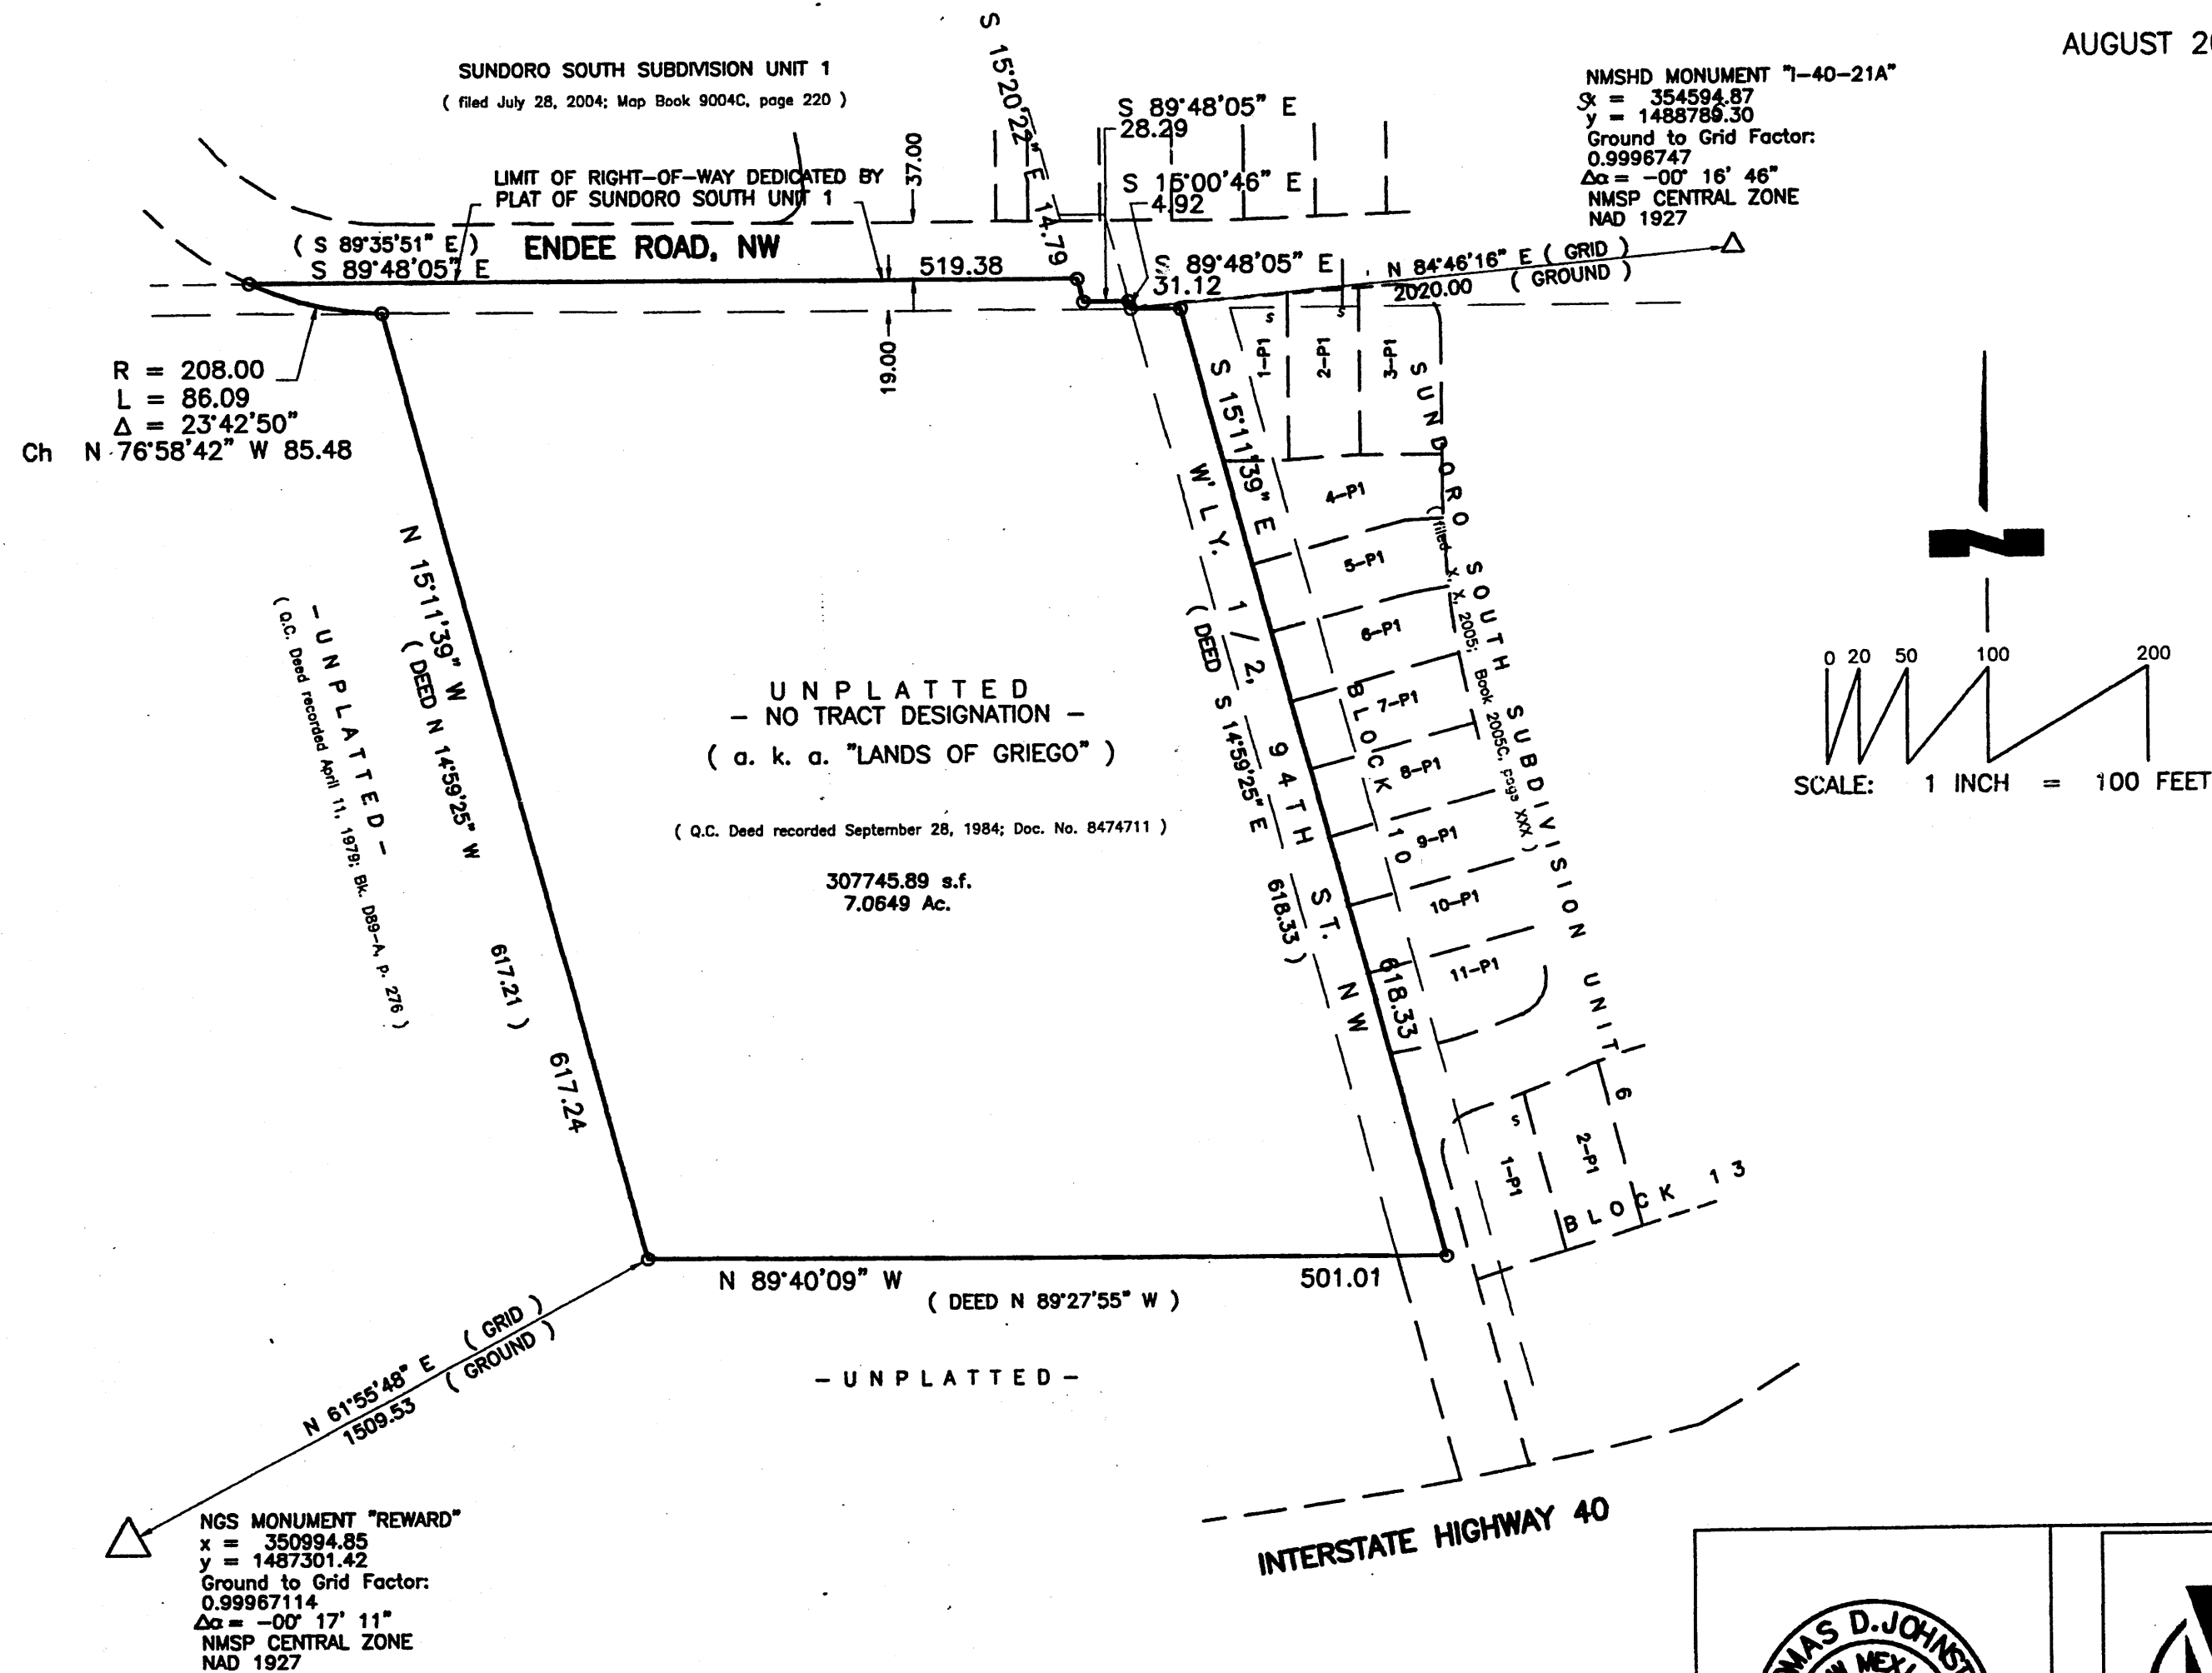 AUGUST
SUNDORO SOUTH SUBDIVISION UNIT 1
( filed July 28, 2004; Map Book 9004C, page 220 )
LIMIT OF RIGHT-OF-WAY DEDICATED BY
PLAT OF SUNDORO SOUTH UNIT 1
37.00
S 15°20'22" E 14.79
S 89°48'05" E
28.29
S 15°00'46" E
4.92
S 89°48'05" E
31.12
NMSHD MONUMENT "I-40-21A"
x = 354594.87
y = 1488789.30
Ground to Grid Factor:
0.9996747
Δα = -00° 16' 46"
NMSP CENTRAL ZONE
NAD 1927
N 84°46'16" E ( GRID )
2020.00 ( GROUND )
( S 89°35'51" E )
S 89°48'05" E
ENDEE ROAD, NW
519.38
19.00
R = 208.00
L = 86.09
Δ = 23°42'50"
Ch N 76°58'42" W 85.48
N 15°11'39" W
( DEED N 14°59'25" W 617.21 )
617.24
- UNPLATTED -
( Q.C. Deed recorded April 11, 1979; Bk. D89-A, p. 276 )
UNPLATTED
- NO TRACT DESIGNATION -
( a. k. a. "LANDS OF GRIEGO" )
( Q.C. Deed recorded September 28, 1984; Doc. No. 8474711 )
307745.89 s.f.
7.0649 Ac.
S 15°11'39" E
618.33
W'LY. 1/2, 94TH ST. NW
( DEED S 14°59'25" E 618.33 )
S
S
1-P1
2-P1
3-P1
4-P1
5-P1
6-P1
7-P1
8-P1
9-P1
10-P1
11-P1
BLOCK 10
SUNDORO SOUTH SUBDIVISION UNIT
( filed X. X, 2005; Book 2005C, page XXX )
6
S
1-P1
2-P1
BLOCK 13
N
0 20 50 100 200
SCALE: 1 INCH = 100 FEET
N 89°40'09" W
501.01
( DEED N 89°27'55" W )
- UNPLATTED -
N 61°55'48" E ( GRID )
1509.53 ( GROUND )
NGS MONUMENT "REWARD"
x = 350994.85
y = 1487301.42
Ground to Grid Factor:
0.99967114
Δα = -00° 17' 11"
NMSP CENTRAL ZONE
NAD 1927
INTERSTATE HIGHWAY 40
D. JOHNST